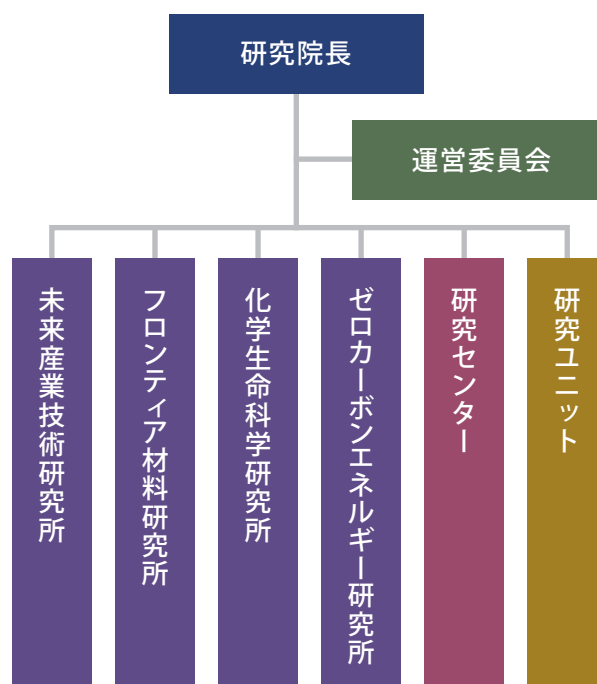 研究院長
運営委員会
未来産業技術研究所
フロンティア材料研究所
化学生命科学研究所
ゼロカーボンエネルギー研究所
研究センター
研究ユニット